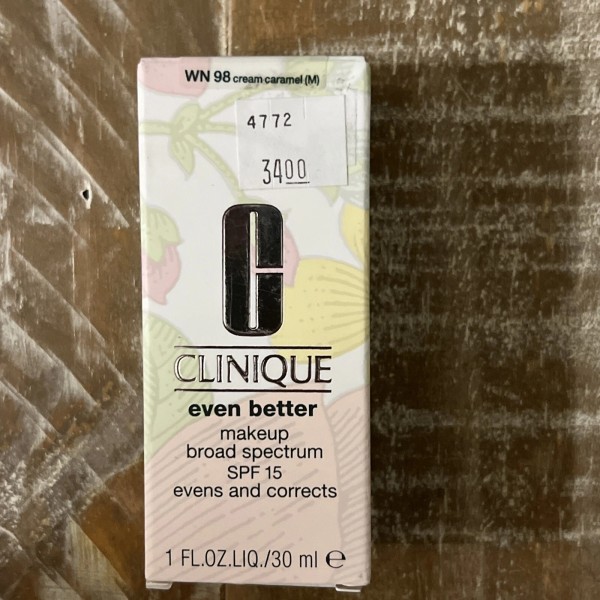 WN 98 cream caramel (M)
4772
3400
CLINIQUE
even better
makeup
broad spectrum
SPF 15
evens and corrects
1 FL.OZ.LIQ./30 ml ℮